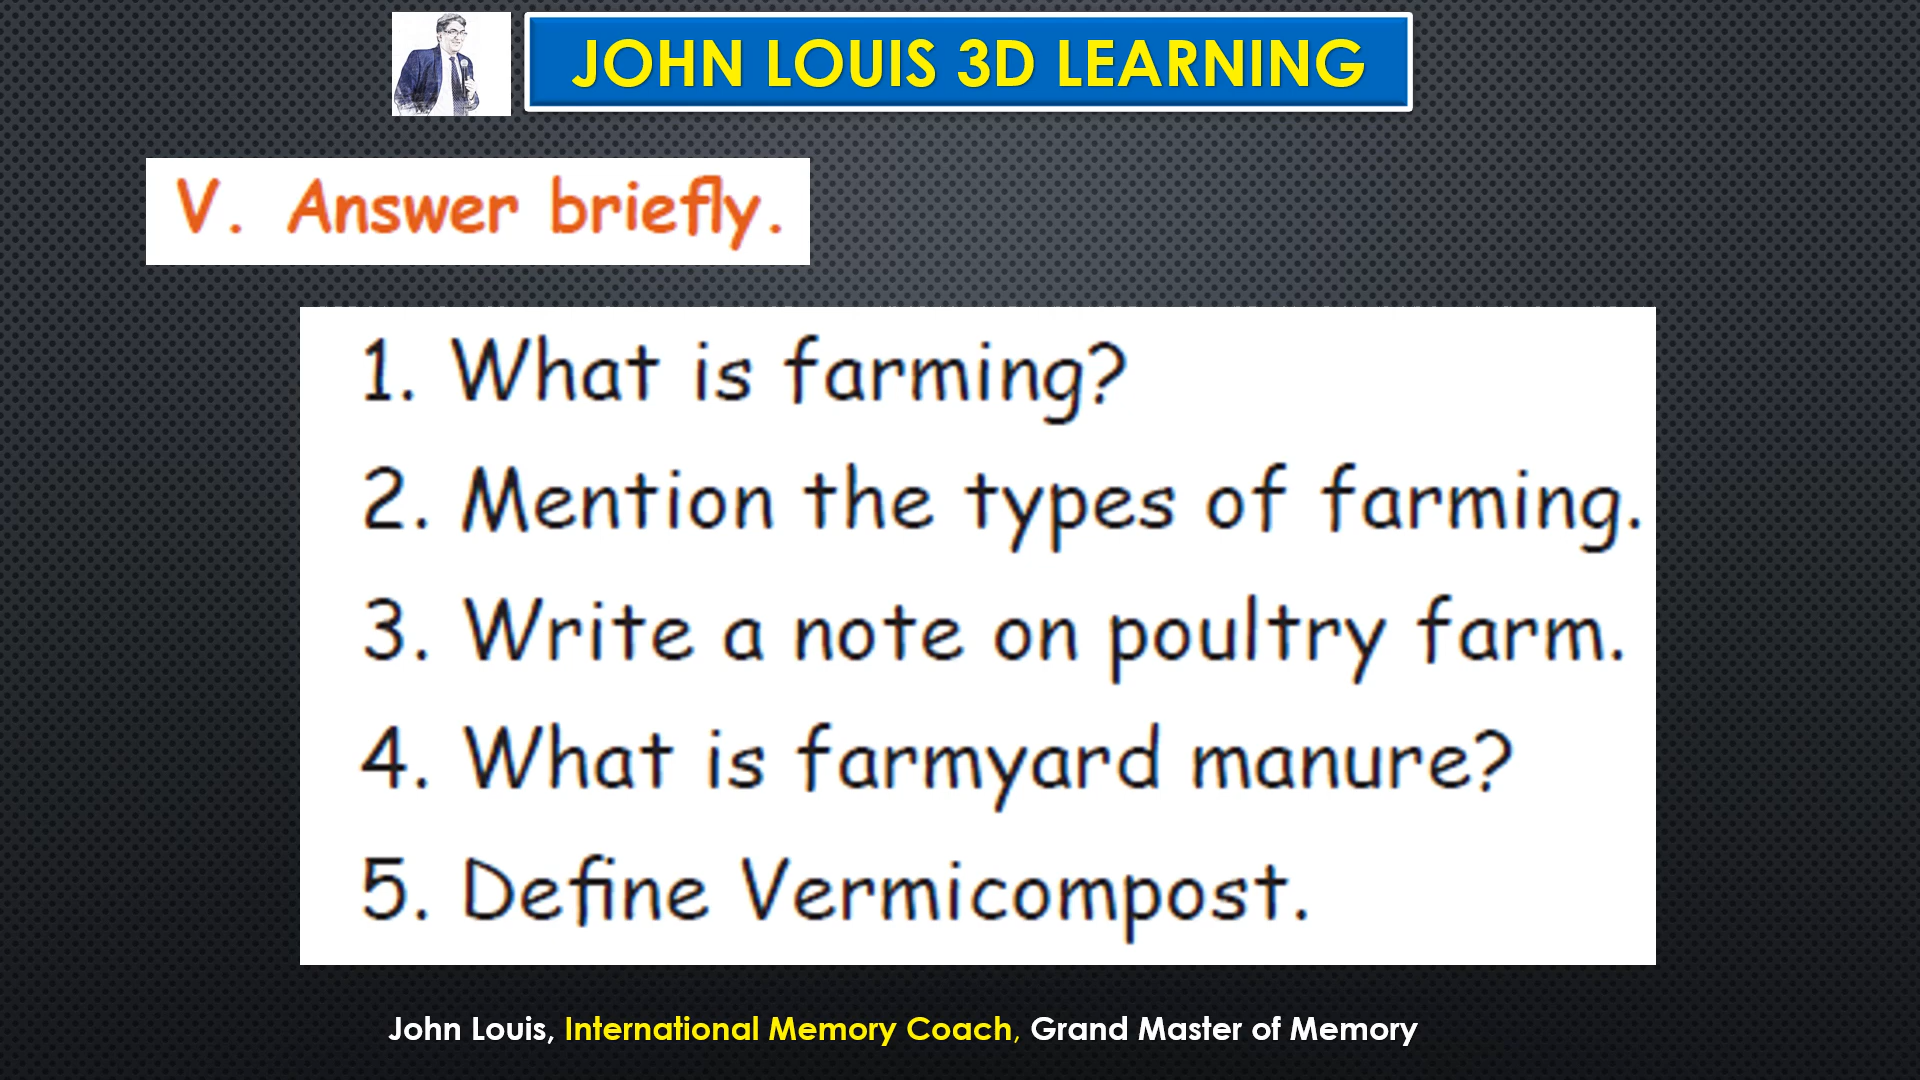 JOHN LOUIS 3D LEARNING
V. Answer briefly.
1. What is farming?
2. Mention the types of farming.
3. Write a note on poultry farm.
4. What is farmyard manure?
5. Define Vermicompost.
John Louis, International Memory Coach, Grand Master of Memory